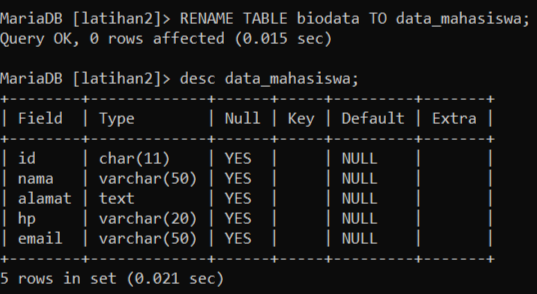 MariaDB [latihan2]> RENAME TABLE biodata TO data_mahasiswa;
Query OK, 0 rows affected (0.015 sec)

MariaDB [latihan2]> desc data_mahasiswa;
+--------+-------------+------+-----+---------+-------+
| Field  | Type        | Null | Key | Default | Extra |
+--------+-------------+------+-----+---------+-------+
| id     | char(11)    | YES  |     | NULL    |       |
| nama   | varchar(50) | YES  |     | NULL    |       |
| alamat | text        | YES  |     | NULL    |       |
| hp     | varchar(20) | YES  |     | NULL    |       |
| email  | varchar(50) | YES  |     | NULL    |       |
+--------+-------------+------+-----+---------+-------+
5 rows in set (0.021 sec)